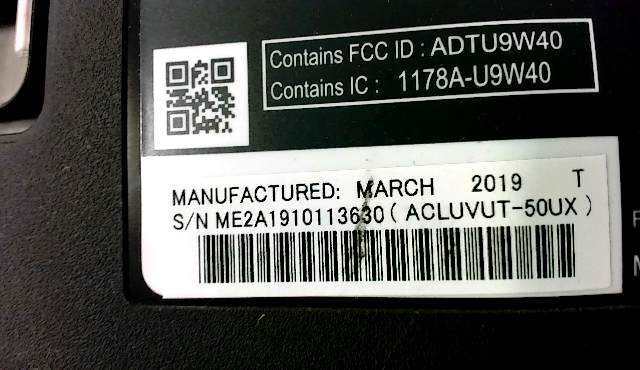 Contains FCC ID : ADTU9W40
Contains IC : 1178A-U9W40
MANUFACTURED: MARCH 2019 T
S/N ME2A1910113630 ( ACLUVUT-50UX )